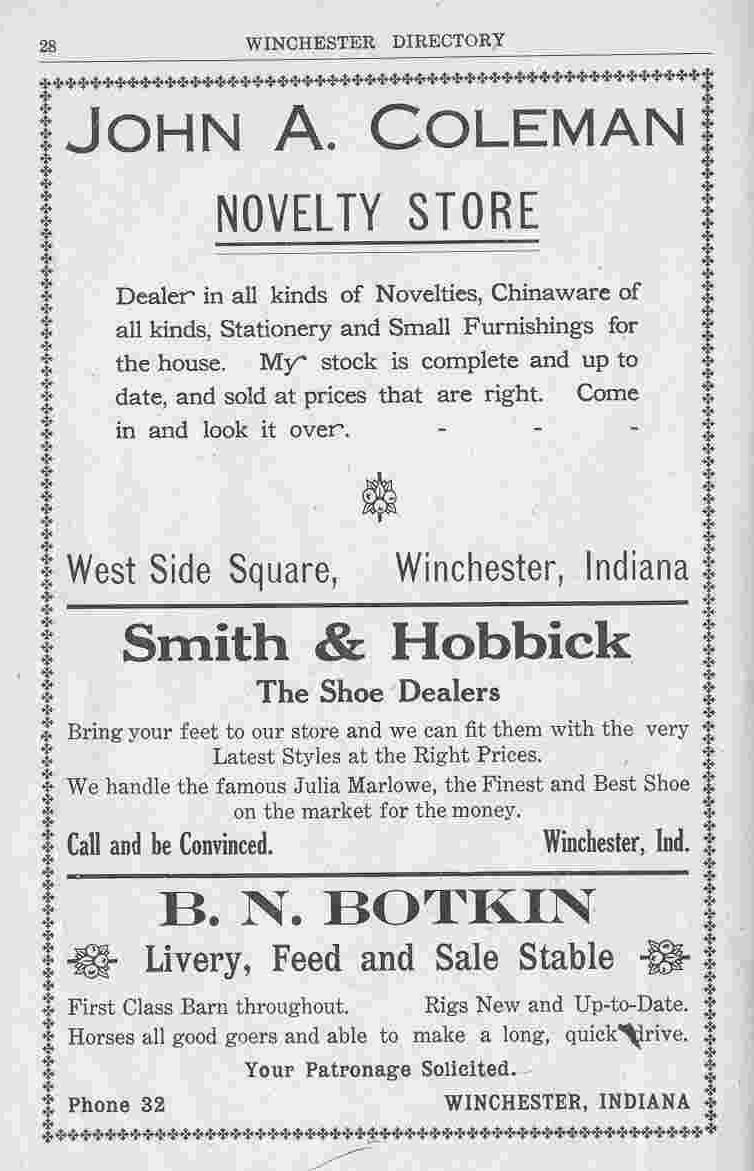 28
WINCHESTER DIRECTORY
JOHN A. COLEMAN
NOVELTY STORE
Dealer in all kinds of Novelties, Chinaware of
all kinds, Stationery and Small Furnishings for
the house. My stock is complete and up to
date, and sold at prices that are right. Come
in and look it over. - - -
West Side Square, Winchester, Indiana
Smith & Hobbick
The Shoe Dealers
Bring your feet to our store and we can fit them with the very
Latest Styles at the Right Prices.
We handle the famous Julia Marlowe, the Finest and Best Shoe
on the market for the money.
Call and be Convinced. Winchester, Ind.
B. N. BOTKIN
Livery, Feed and Sale Stable
First Class Barn throughout. Rigs New and Up-to-Date.
Horses all good goers and able to make a long, quick drive.
Your Patronage Solicited.
Phone 32 WINCHESTER, INDIANA